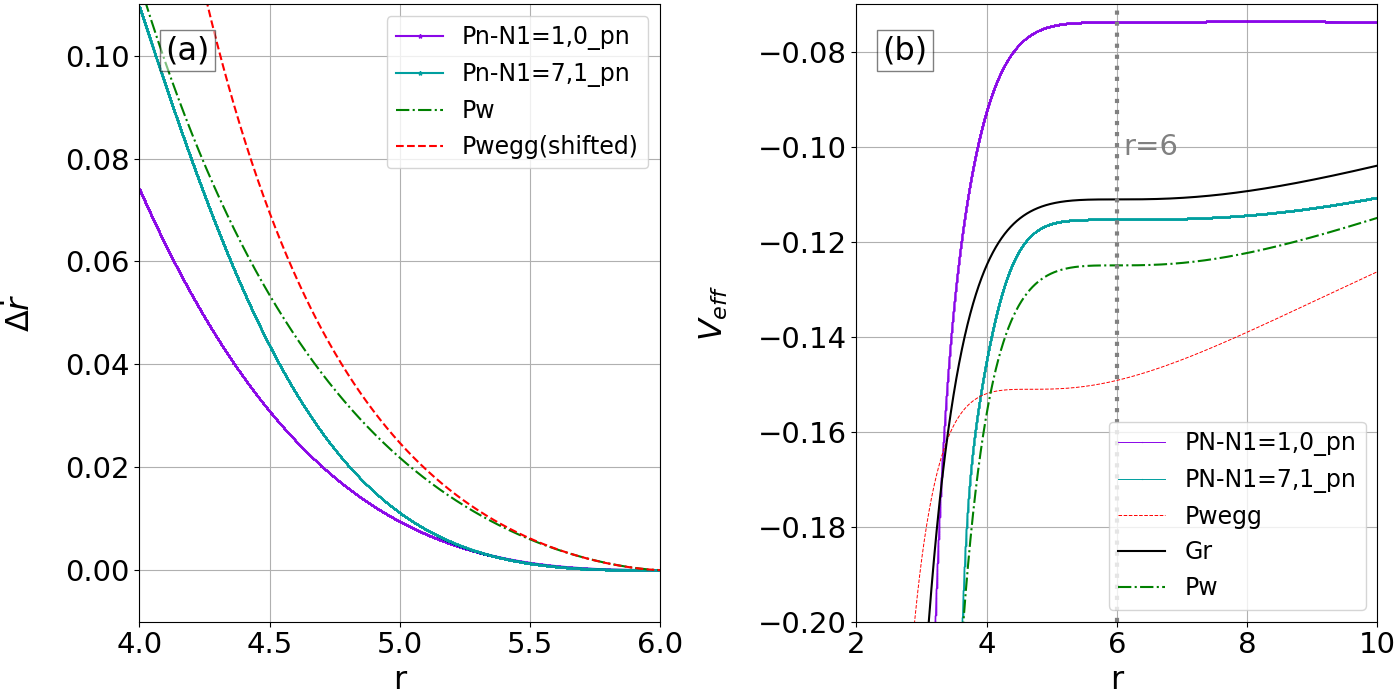 (a)
Pn-N1=1,0_pn
Pn-N1=7,1_pn
Pw
Pwegg(shifted)
0.10
0.08
0.06
0.04
0.02
0.00
Δṙ
4.0 4.5 5.0 5.5 6.0
r
(b)
r=6
−0.08
−0.10
−0.12
−0.14
−0.16
−0.18
−0.20
V_eff
PN-N1=1,0_pn
PN-N1=7,1_pn
Pwegg
Gr
Pw
2 4 6 8 10
r